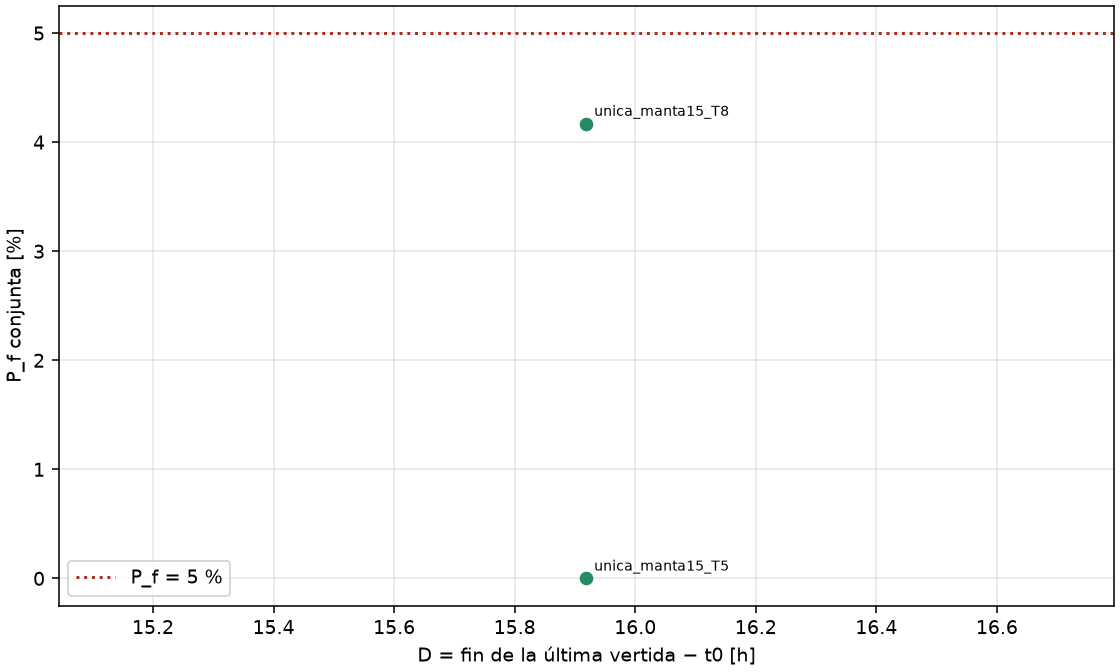 P_f conjunta [%]
5
4
3
2
1
0
unica_manta15_T8
unica_manta15_T5
P_f = 5 %
15.2
15.4
15.6
15.8
16.0
16.2
16.4
16.6
D = fin de la última vertida − t0 [h]